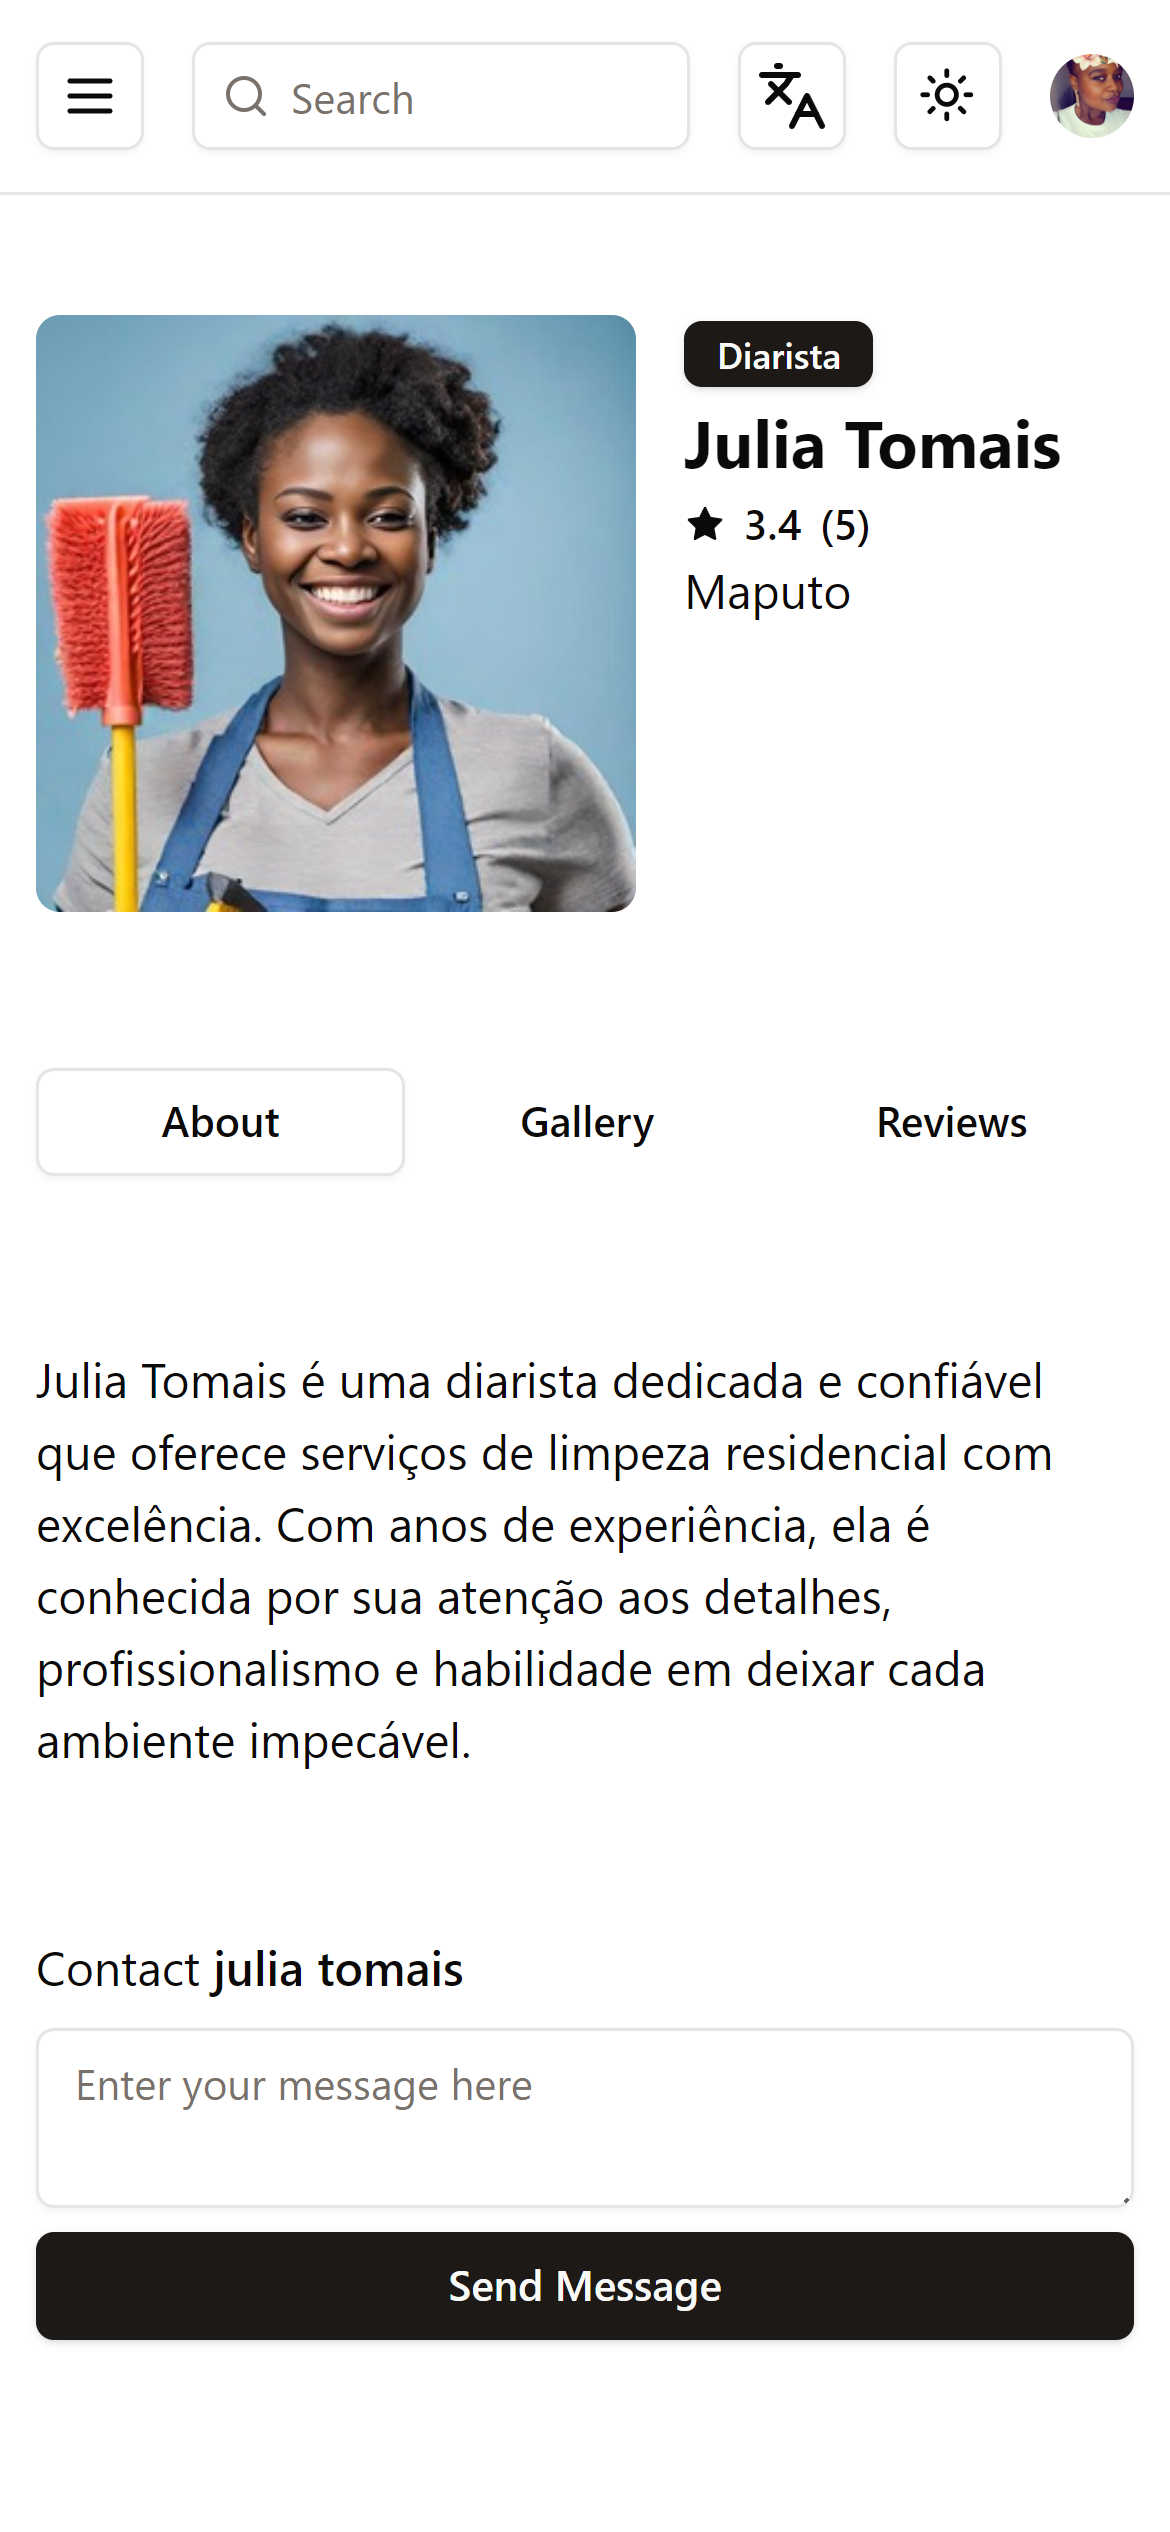 Search
Diarista
Julia Tomais
3.4 (5)
Maputo
About
Gallery
Reviews
Julia Tomais é uma diarista dedicada e confiável
que oferece serviços de limpeza residencial com
excelência. Com anos de experiência, ela é
conhecida por sua atenção aos detalhes,
profissionalismo e habilidade em deixar cada
ambiente impecável.
Contact julia tomais
Enter your message here
Send Message